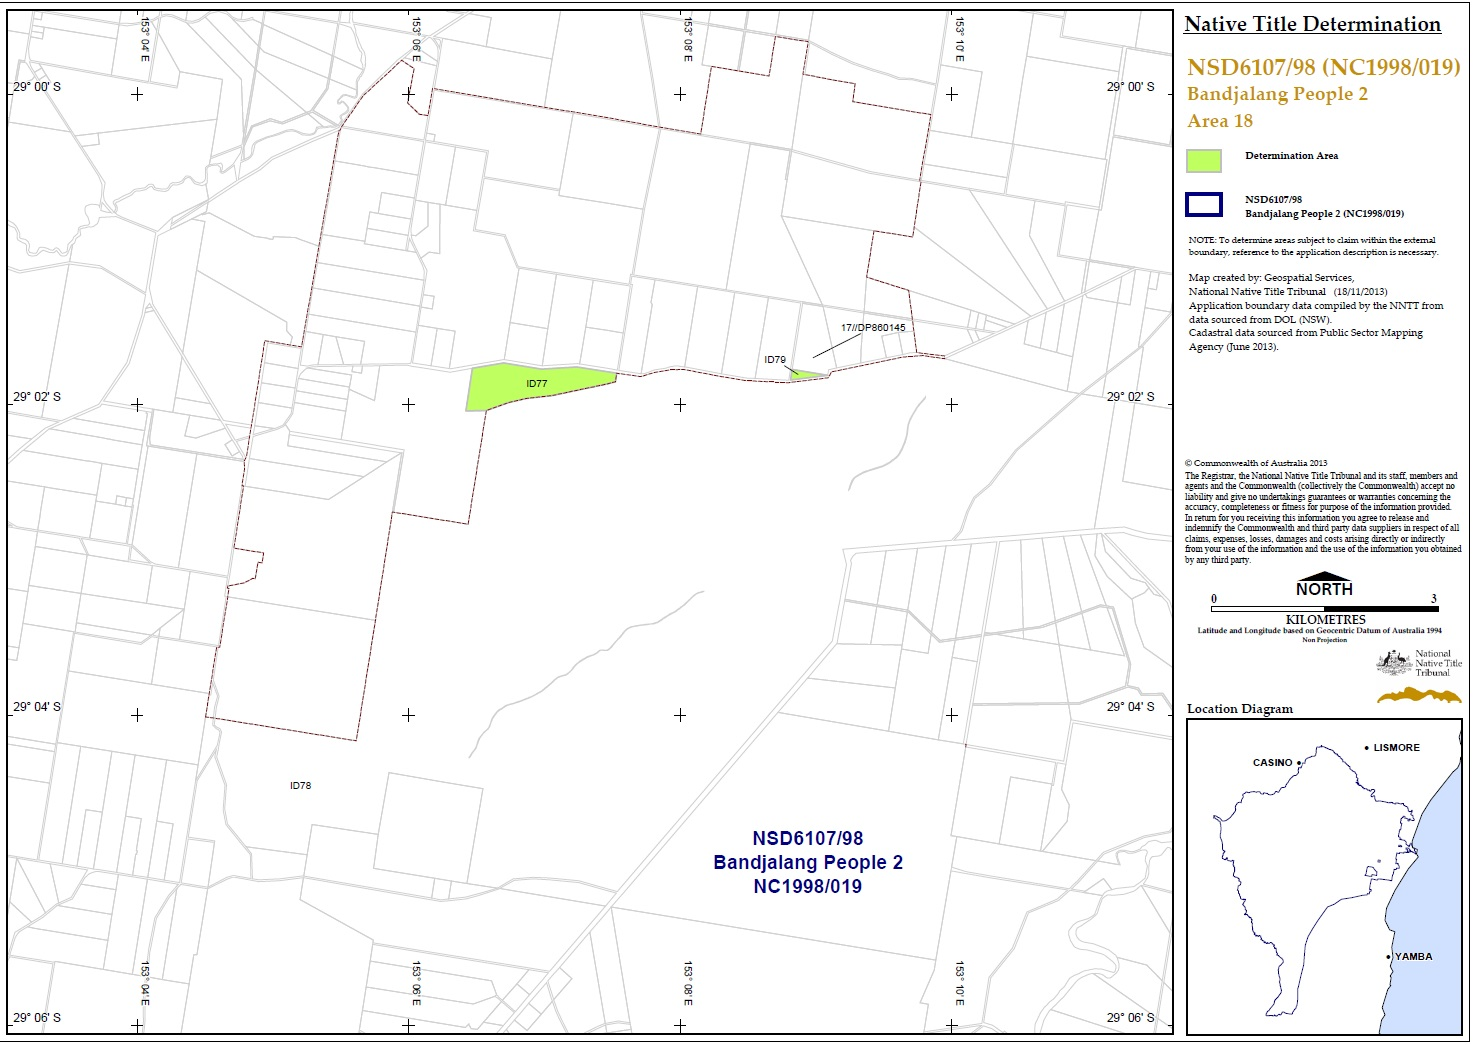 153° 04' E
153° 06' E
153° 08' E
153° 10' E
29° 00' S
29° 00' S
17//DP860145
ID79
ID77
29° 02' S
29° 02' S
29° 04' S
29° 04' S
ID78
NSD6107/98
Bandjalang People 2
NC1998/019
153° 04' E
153° 06' E
153° 08' E
153° 10' E
29° 06' S
29° 06' S
Native Title Determination
NSD6107/98 (NC1998/019)
Bandjalang People 2
Area 18
Determination Area
NSD6107/98
Bandjalang People 2 (NC1998/019)
NOTE: To determine areas subject to claim within the external
boundary, reference to the application description is necessary.
Map created by: Geospatial Services,
National Native Title Tribunal (18/11/2013)
Application boundary data compiled by the NNTT from
data sourced from DOL (NSW).
Cadastral data sourced from Public Sector Mapping
Agency (June 2013).
© Commonwealth of Australia 2013
The Registrar, the National Native Title Tribunal and its staff, members and
agents and the Commonwealth (collectively the Commonwealth) accept no
liability and give no undertakings guarantees or warranties concerning the
accuracy, completeness or fitness for purpose of the information provided.
In return for you receiving this information you agree to release and
indemnify the Commonwealth and third party data suppliers in respect of all
claims, expenses, losses, damages and costs arising directly or indirectly
from your use of the information and the use of the information you obtained
by any third party.
NORTH
0 3
KILOMETRES
Latitude and Longitude based on Geocentric Datum of Australia 1994
Non Projection
National
Native Title
Tribunal
Location Diagram
LISMORE
CASINO
YAMBA